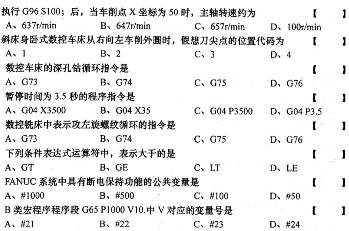 执行 G96 S100；后，当车削点 X 坐标为 50 时，主轴转速约为 【 】
A、637r/min B、647r/min C、657r/min D、100r/min
斜床身卧式数控车床从右向左车削外圆时，假想刀尖点的位置代码为 【 】
A、1 B、2 C、3 D、4
数控车床的深孔钻循环指令是 【 】
A、G73 B、G74 C、G75 D、G76
暂停时间为 3.5 秒的程序指令是 【 】
A、G04 X3500 B、G04 X35 C、G04 P3500 D、G04 P3.5
数控铣床中表示攻左旋螺纹循环的指令是 【 】
A、G73 B、G74 C、G75 D、G76
下列条件表达式运算符中，表示大于的是 【 】
A、GT B、GE C、LT D、LE
FANUC 系统中具有断电保持功能的公共变量是 【 】
A、#1000 B、#500 C、#100 D、#50
B 类宏程序程序段 G65 P1000 V10.中 V 对应的变量号是 【 】
A、#21 B、#22 C、#23 D、#24